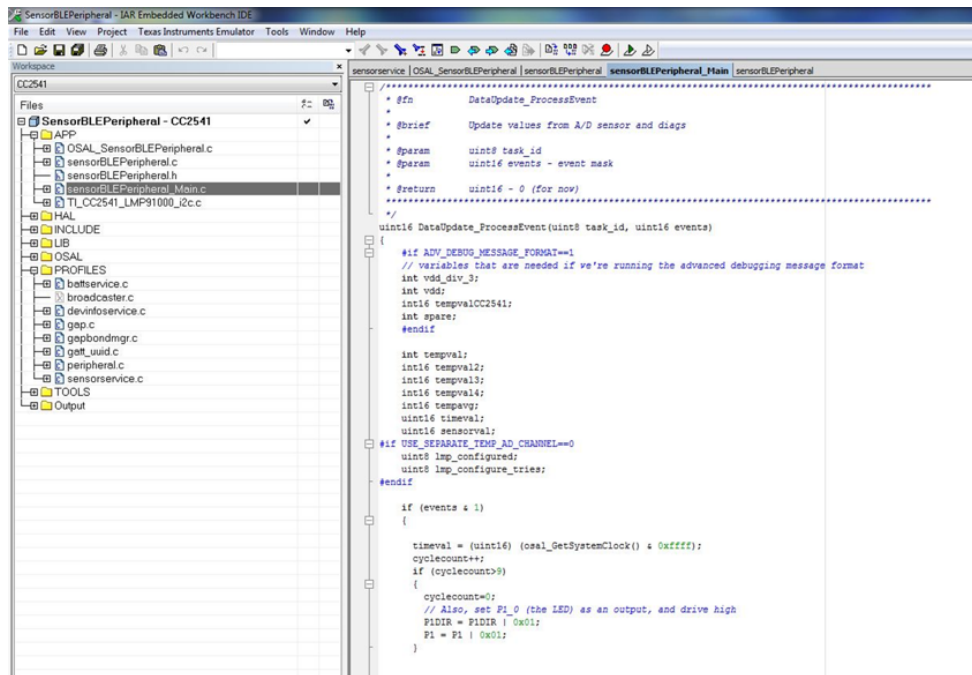 SensorBLEPeripheral - IAR Embedded Workbench IDE
File Edit View Project Texas Instruments Emulator Tools Window Help
Workspace
CC2541
Files
SensorBLEPeripheral - CC2541
APP
OSAL_SensorBLEPeripheral.c
sensorBLEPeripheral.c
sensorBLEPeripheral.h
sensorBLEPeripheral_Main.c
TI_CC2541_LMP91000_i2c.c
HAL
INCLUDE
LIB
OSAL
PROFILES
battservice.c
broadcaster.c
devinfoservice.c
gap.c
gapbondmgr.c
gatt_uuid.c
peripheral.c
sensorservice.c
TOOLS
Output
sensorservice | OSAL_SensorBLEPeripheral | sensorBLEPeripheral sensorBLEPeripheral_Main sensorBLEPeripheral
* @fn DataUpdate_ProcessEvent
*
* @brief Update values from A/D sensor and diags
*
* @param uint8 task_id
* @param uint16 events - event mask
*
* @return uint16 - 0 (for now)
*/
uint16 DataUpdate_ProcessEvent(uint8 task_id, uint16 events)
{
#if ADV_DEBUG_MESSAGE_FORMAT==1
// variables that are needed if we're running the advanced debugging message format
int vdd_div_3;
int vdd;
int16 tempvalCC2541;
int spare;
#endif
int tempval;
int16 tempval2;
int16 tempval3;
int16 tempval4;
int16 tempavg;
uint16 timeval;
uint16 sensorval;
#if USE_SEPARATE_TEMP_AD_CHANNEL==0
uint8 lmp_configured;
uint8 lmp_configure_tries;
#endif
if (events & 1)
{
timeval = (uint16) (osal_GetSystemClock() & 0xffff);
cyclecount++;
if (cyclecount>9)
{
cyclecount=0;
// Also, set P1_0 (the LED) as an output, and drive high
P1DIR = P1DIR | 0x01;
P1 = P1 | 0x01;
}